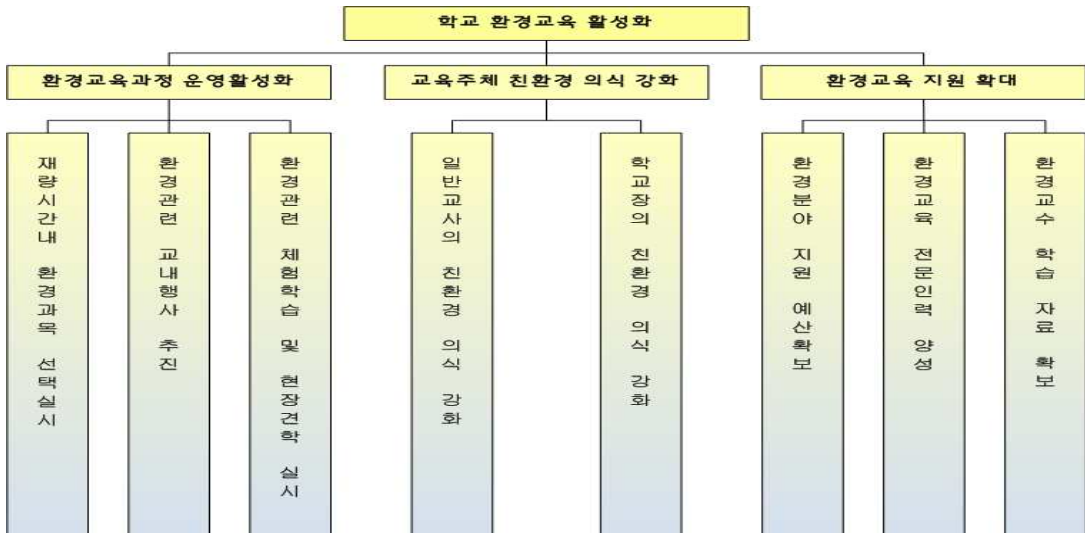 학교 환경교육 활성화
환경교육과정 운영활성화
교육주체 친환경 의식 강화
환경교육 지원 확대
재량시간내 환경과목 선택실시
환경관련 교내행사 추진
환경관련 체험학습 및 현장견학 실시
일반교사의 친환경 의식 강화
학교장의 친환경 의식 강화
환경분야 지원 예산확보
환경교육 전문인력 양성
환경교수 학습 자료 확보